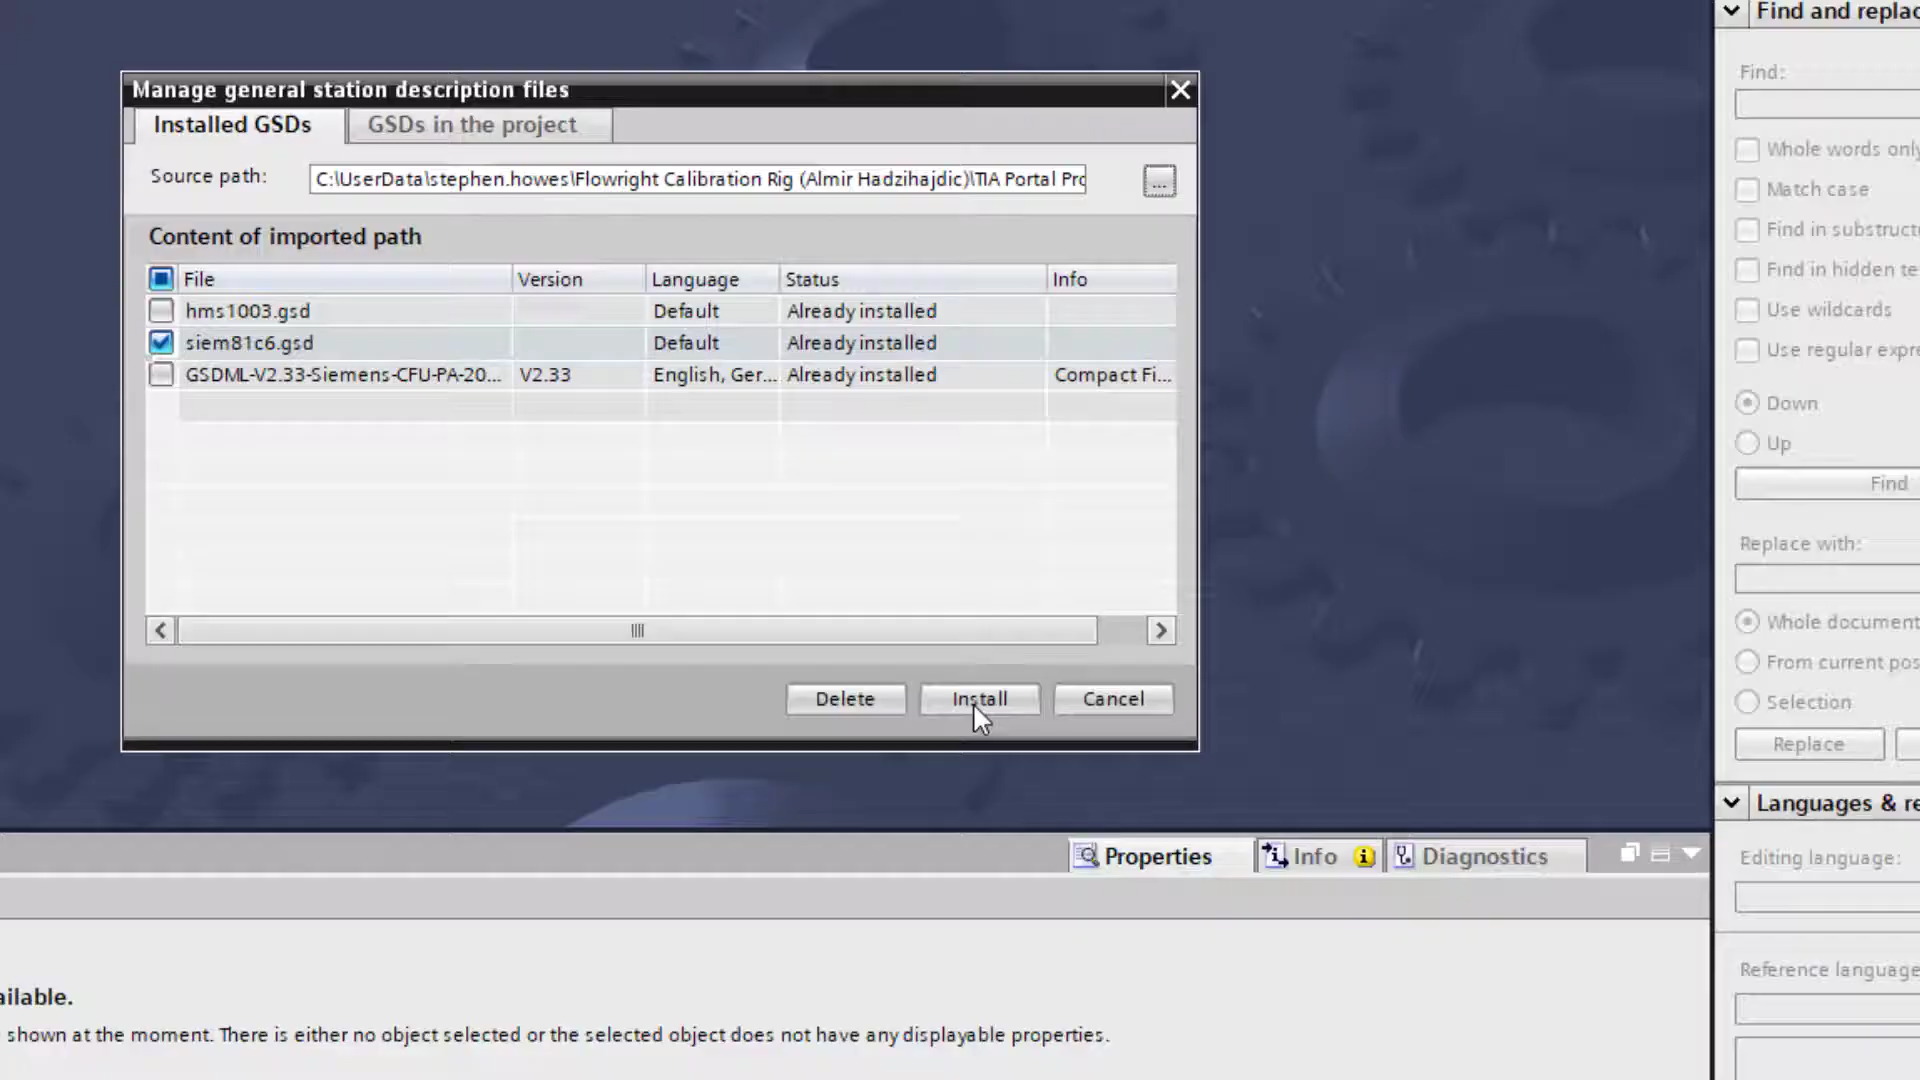 Manage general station description files
Installed GSDs
GSDs in the project
Source path:
C:\UserData\stephen.howes\Flowright Calibration Rig (Almir Hadzihajdic)\TIA Portal Prc
...
Content of imported path
File Version Language Status Info
hms1003.gsd Default Already installed
siem81c6.gsd Default Already installed
GSDML-V2.33-Siemens-CFU-PA-20... V2.33 English, Ger... Already installed Compact Fi...
Delete Install Cancel
Find and replac
Find:
Whole words only
Match case
Find in substructu
Find in hidden te
Use wildcards
Use regular expre
Down
Up
Find
Replace with:
Whole document
From current pos
Selection
Replace
Languages & re
Editing language:
Reference language
Properties Info Diagnostics
ailable.
shown at the moment. There is either no object selected or the selected object does not have any displayable properties.